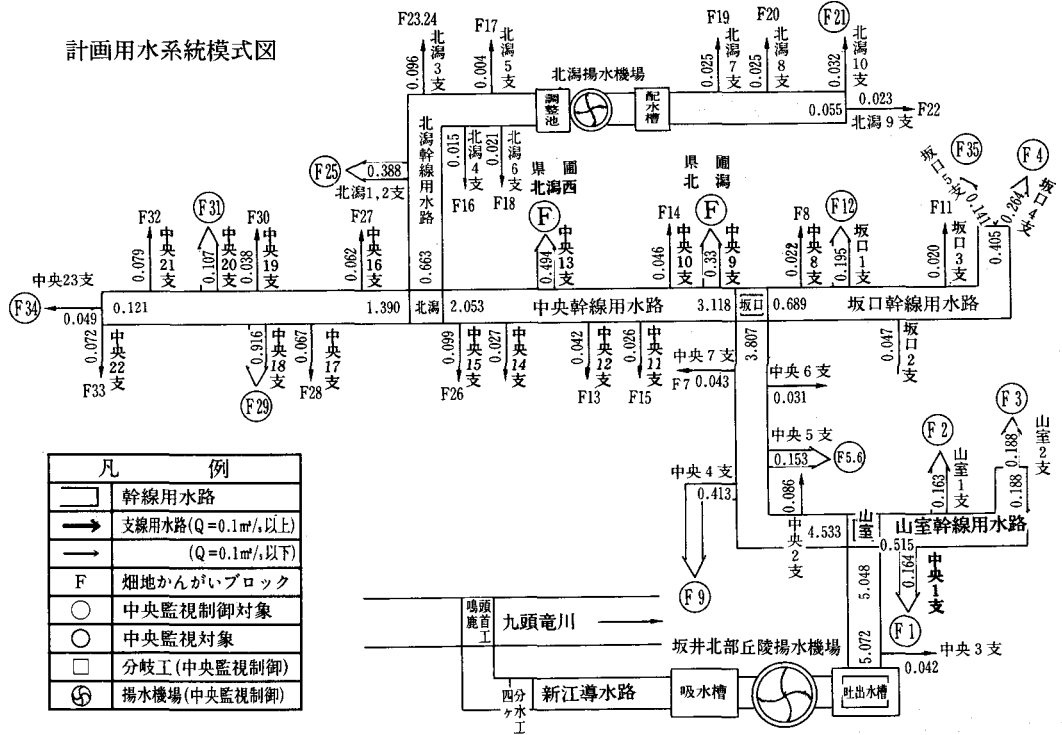 計画用水系統模式図
F23.24
0.096
北潟3支
F17
0.004
北潟5支
北潟揚水機場
調整池
配水槽
F19
0.025
北潟7支
F20
0.025
北潟8支
F21
0.032
北潟10支
0.055
0.023
F22
北潟9支
F25
0.388
北潟1,2支
北潟幹線用水路
0.663
0.015
北潟4支
F16
0.021
北潟6支
F18
県圃
北潟西
F
0.494
中央13支
県圃
北潟
F
0.33
中央9支
F14
0.046
中央10支
F8
0.022
中央8支
F12
0.195
坂口1支
F11
0.020
坂口3支
F35
坂口5支
0.141
F4
0.264
坂口4支
0.405
F32
0.079
中央21支
F31
0.107
中央20支
F30
0.038
中央19支
F27
0.062
中央16支
中央23支
F34
0.049
0.121
1.390
北潟
2.053
中央幹線用水路
3.118
坂口
0.689
坂口幹線用水路
0.072
中央22支
F33
0.916
中央18支
F29
0.067
中央17支
F28
0.099
中央15支
F26
0.027
中央14支
0.042
中央12支
F13
0.026
中央11支
F15
3.807
0.047
坂口2支
中央7支
F7
0.043
中央6支
0.031
中央5支
0.153
F5.6
中央4支
0.413
F9
0.086
中央2支
4.533
山室
F2
0.163
山室1支
F3
0.188
山室2支
0.188
山室幹線用水路
0.515
0.164
中央1支
F1
5.048
5.072
中央3支
0.042
凡例
幹線用水路
支線用水路(Q=0.1㎥/s以上)
(Q=0.1㎥/s以下)
F 畑地かんがいブロック
中央監視制御対象
中央監視対象
分岐工(中央監視制御)
揚水機場(中央監視制御)
鳴鹿頭首工
九頭竜川
四ヶ分水工
新江導水路
坂井北部丘陵揚水機場
吸水槽
吐出水槽